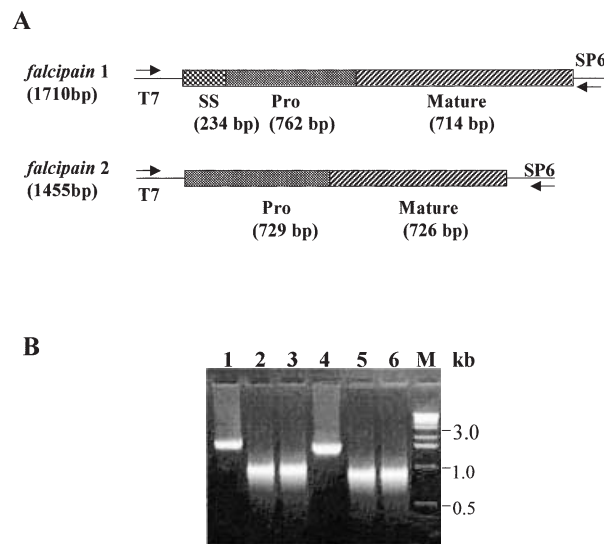 A
falcipain 1
(1710bp)
T7
SP6
SS
(234 bp)
Pro
(762 bp)
Mature
(714 bp)
falcipain 2
(1455bp)
T7
SP6
Pro
(729 bp)
Mature
(726 bp)
B
1 2 3 4 5 6 M kb
3.0
1.0
0.5